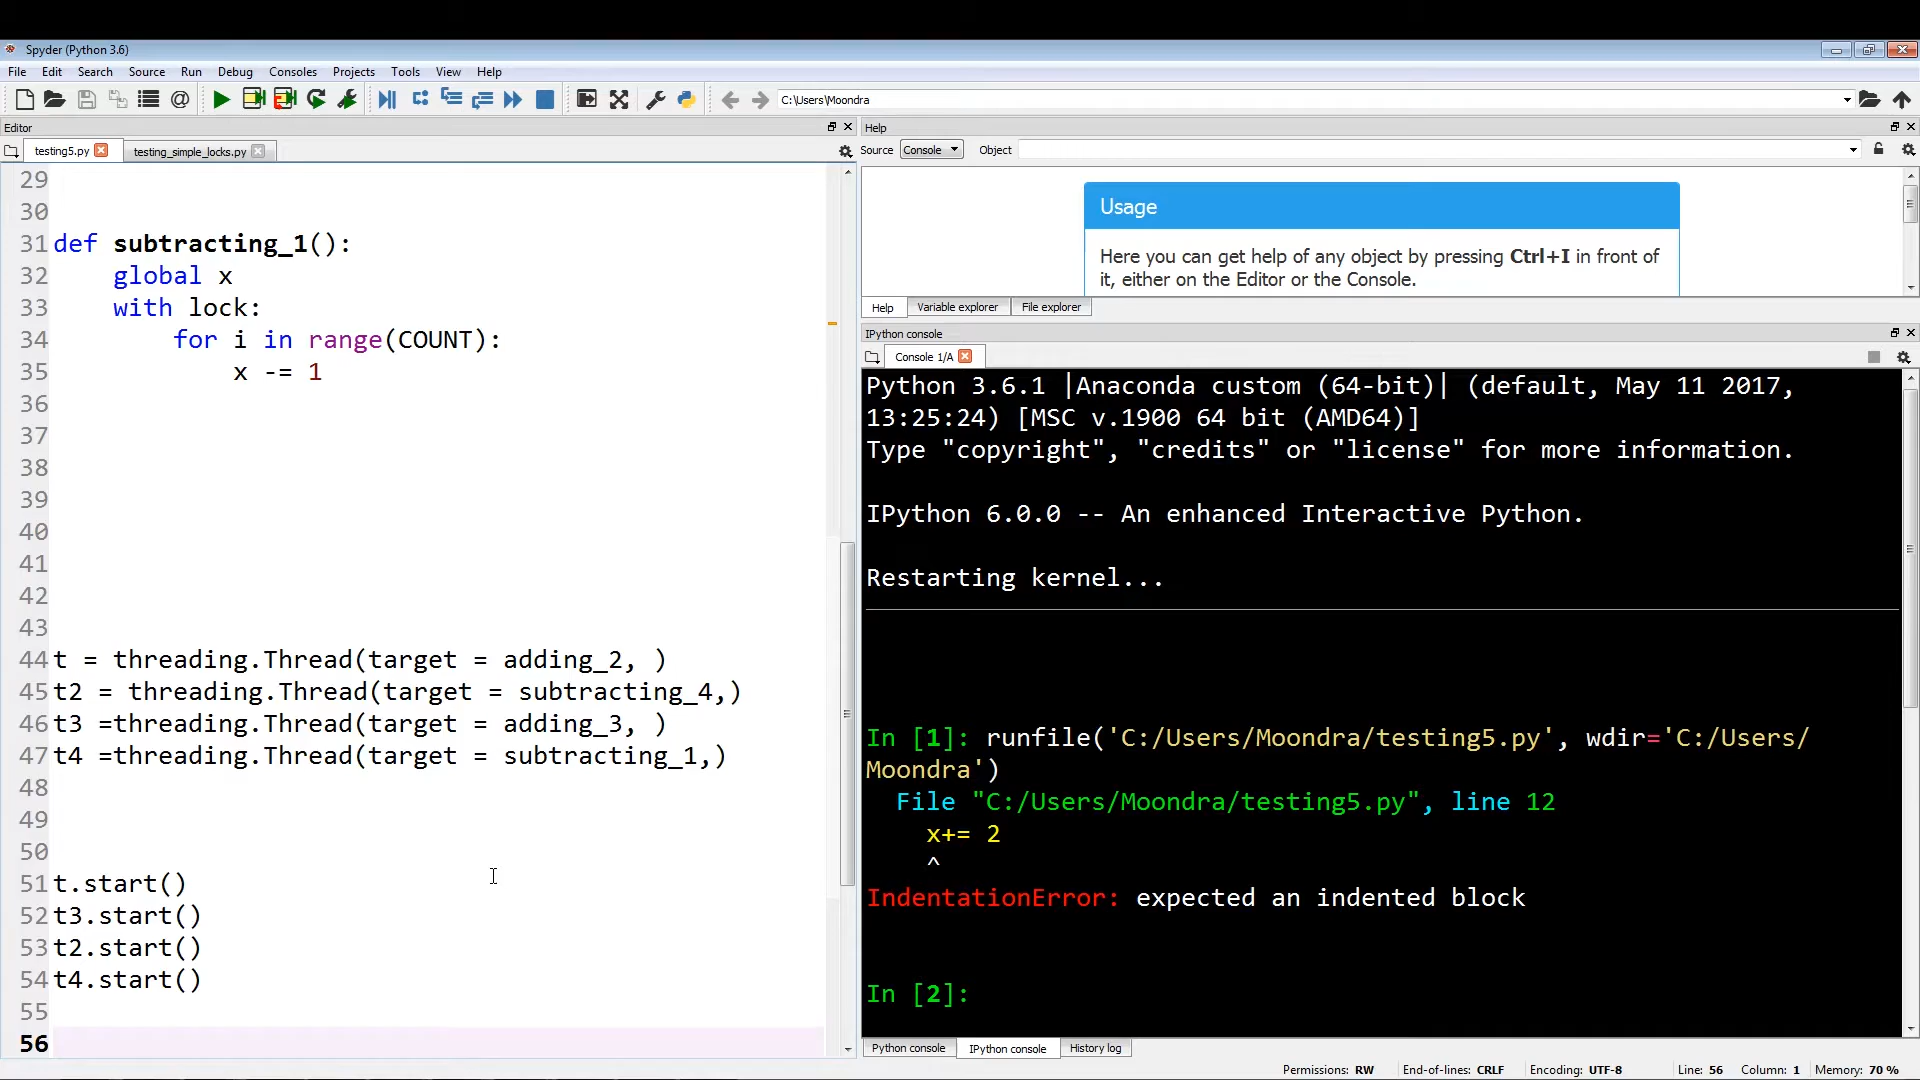 Spyder (Python 3.6)
File Edit Search Source Run Debug Consoles Projects Tools View Help
C:\Users\Moondra
Editor
testing5.py testing_simple_locks.py
29
30
31 def subtracting_1():
32 global x
33 with lock:
34 for i in range(COUNT):
35 x -= 1
36
37
38
39
40
41
42
43
44 t = threading.Thread(target = adding_2, )
45 t2 = threading.Thread(target = subtracting_4,)
46 t3 =threading.Thread(target = adding_3, )
47 t4 =threading.Thread(target = subtracting_1,)
48
49
50
51 t.start()
52 t3.start()
53 t2.start()
54 t4.start()
55
56
Help
Source Console Object
Usage
Here you can get help of any object by pressing Ctrl+I in front of
it, either on the Editor or the Console.
Help Variable explorer File explorer
IPython console
Console 1/A
Python 3.6.1 |Anaconda custom (64-bit)| (default, May 11 2017,
13:25:24) [MSC v.1900 64 bit (AMD64)]
Type "copyright", "credits" or "license" for more information.
IPython 6.0.0 -- An enhanced Interactive Python.
Restarting kernel...
In [1]: runfile('C:/Users/Moondra/testing5.py', wdir='C:/Users/
Moondra')
File "C:/Users/Moondra/testing5.py", line 12
x+= 2
^
IndentationError: expected an indented block
In [2]:
Python console IPython console History log
Permissions: RW End-of-lines: CRLF Encoding: UTF-8 Line: 56 Column: 1 Memory: 70 %